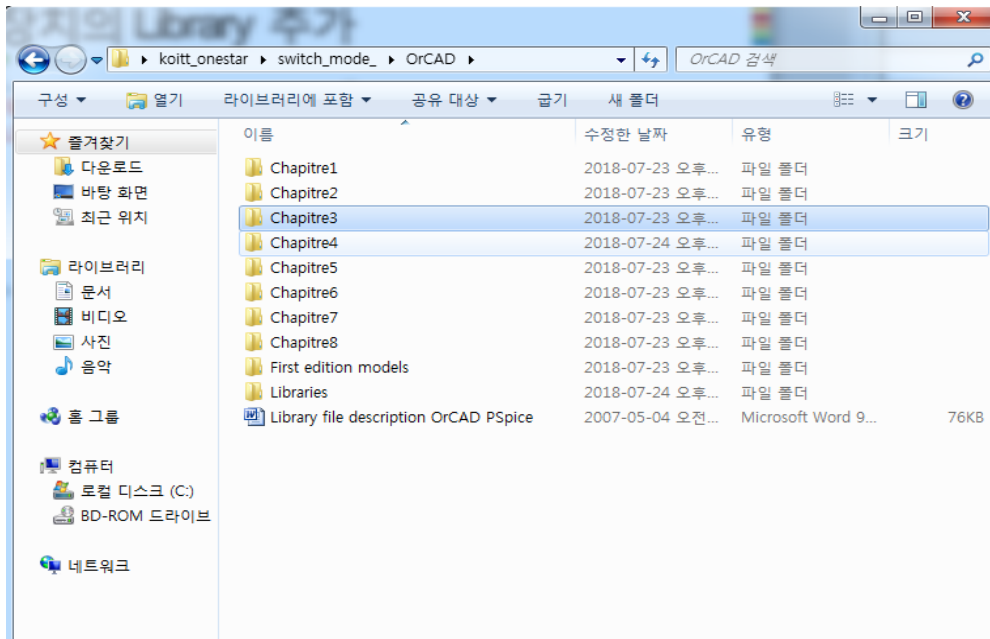 장치의 Library 추가
koitt_onestar ▸ switch_mode_ ▸ OrCAD ▸
OrCAD 검색
구성 열기 라이브러리에 포함 공유 대상 굽기 새 폴더
이름 수정한 날짜 유형 크기
즐겨찾기
다운로드
바탕 화면
최근 위치
라이브러리
문서
비디오
사진
음악
홈 그룹
컴퓨터
로컬 디스크 (C:)
BD-ROM 드라이브
네트워크
Chapitre1 2018-07-23 오후... 파일 폴더
Chapitre2 2018-07-23 오후... 파일 폴더
Chapitre3 2018-07-23 오후... 파일 폴더
Chapitre4 2018-07-24 오후... 파일 폴더
Chapitre5 2018-07-23 오후... 파일 폴더
Chapitre6 2018-07-23 오후... 파일 폴더
Chapitre7 2018-07-23 오후... 파일 폴더
Chapitre8 2018-07-23 오후... 파일 폴더
First edition models 2018-07-23 오후... 파일 폴더
Libraries 2018-07-24 오후... 파일 폴더
Library file description OrCAD PSpice 2007-05-04 오전... Microsoft Word 9... 76KB